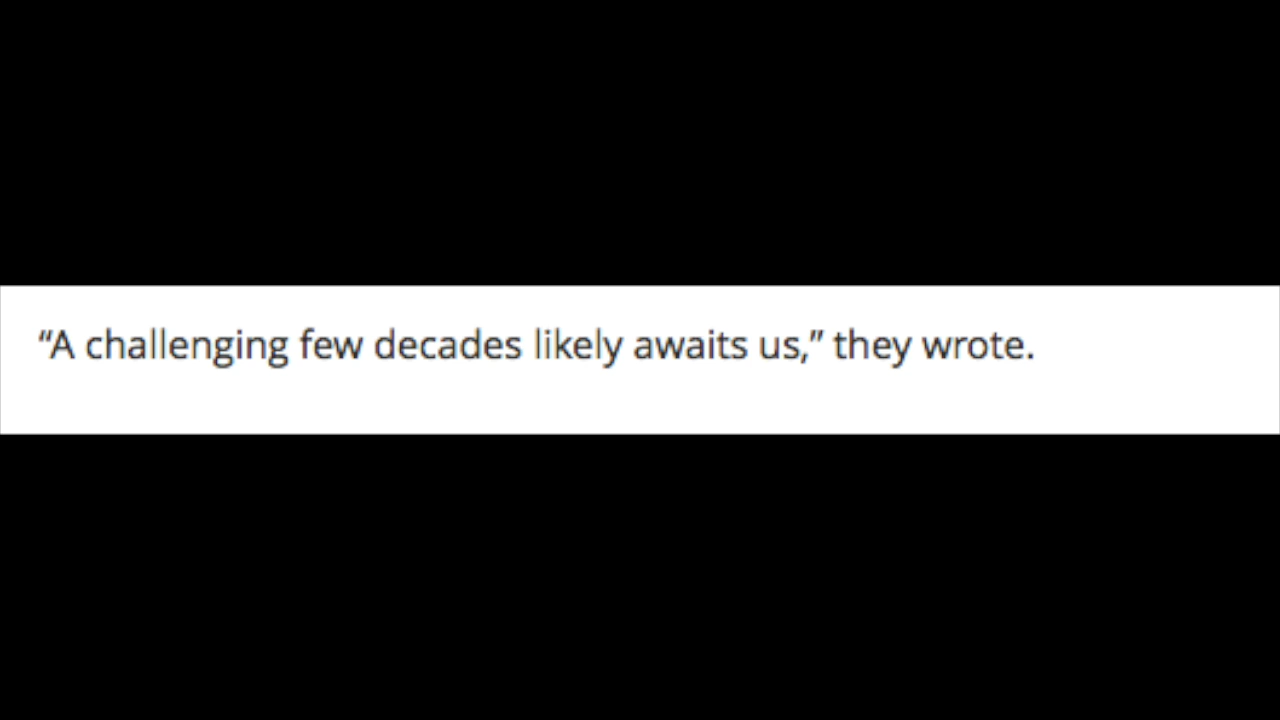 “A challenging few decades likely awaits us,” they wrote.